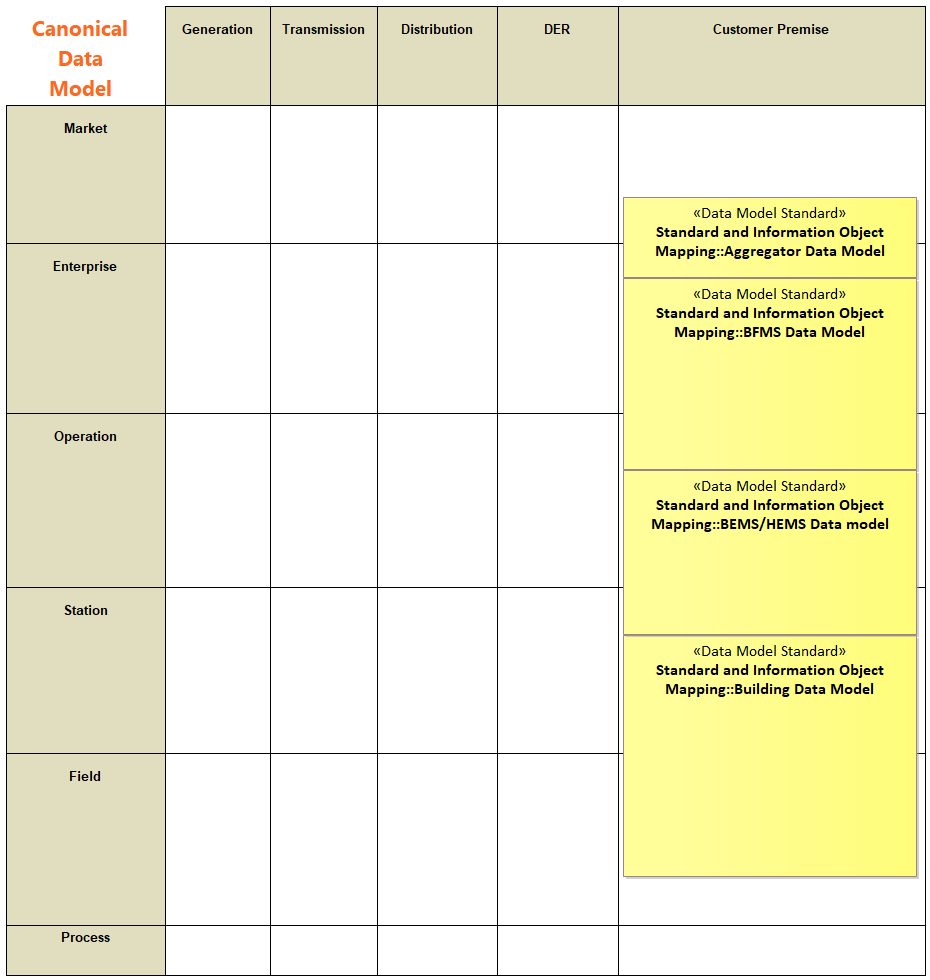 Canonical
Data
Model
Generation
Transmission
Distribution
DER
Customer Premise
Market
«Data Model Standard»
Standard and Information Object
Mapping::Aggregator Data Model
Enterprise
«Data Model Standard»
Standard and Information Object
Mapping::BFMS Data Model
Operation
«Data Model Standard»
Standard and Information Object
Mapping::BEMS/HEMS Data model
Station
«Data Model Standard»
Standard and Information Object
Mapping::Building Data Model
Field
Process